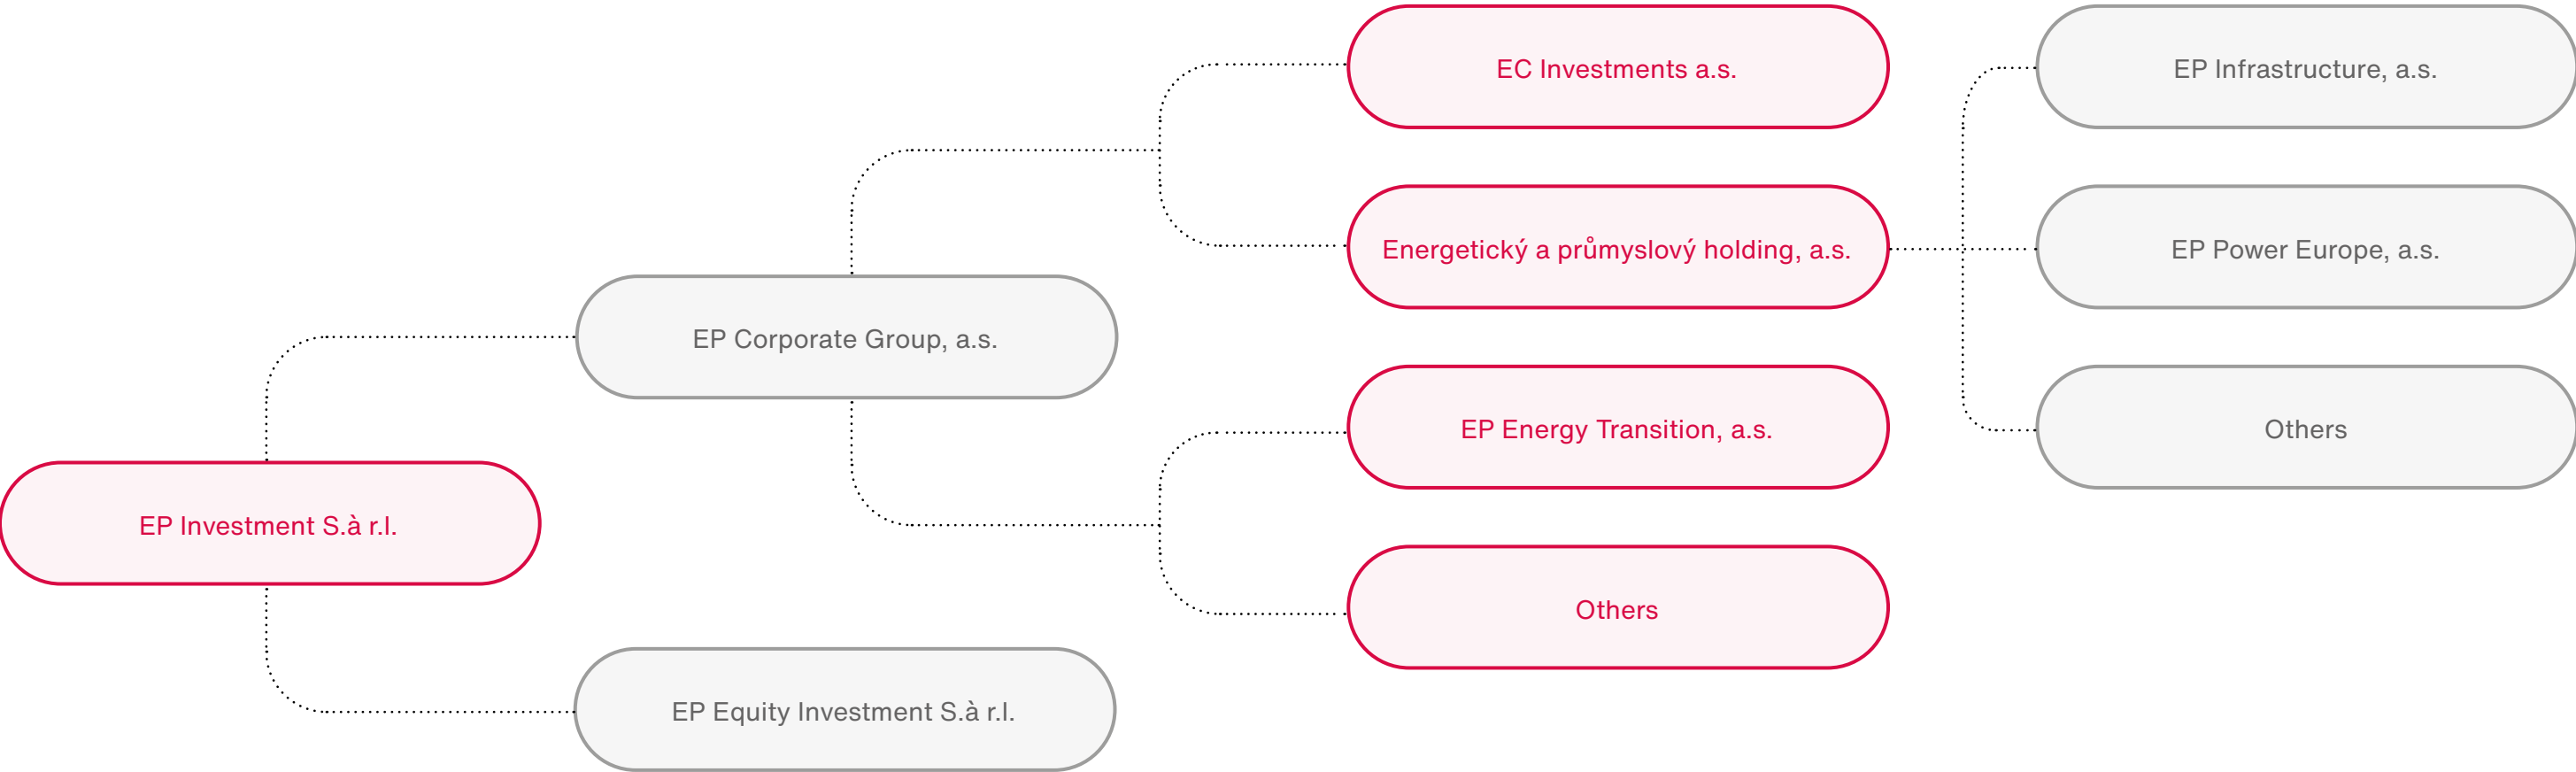 EP Investment S.à r.l.
EP Corporate Group, a.s.
EP Equity Investment S.à r.l.
EC Investments a.s.
Energetický a průmyslový holding, a.s.
EP Energy Transition, a.s.
Others
EP Infrastructure, a.s.
EP Power Europe, a.s.
Others